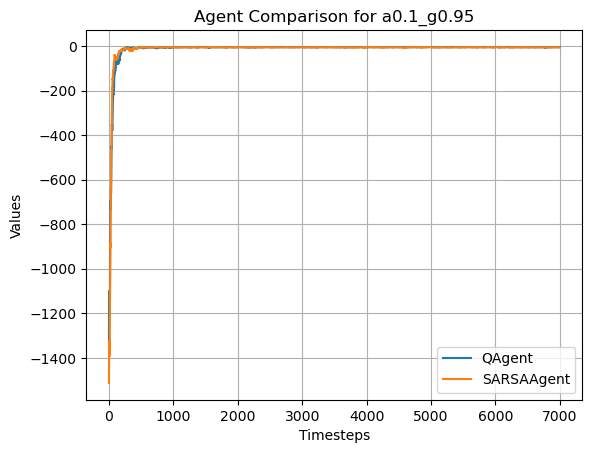 Agent Comparison for a0.1_g0.95
0
−200
−400
−600
−800
−1000
−1200
−1400
Values
0 1000 2000 3000 4000 5000 6000 7000
Timesteps
QAgent
SARSAAgent